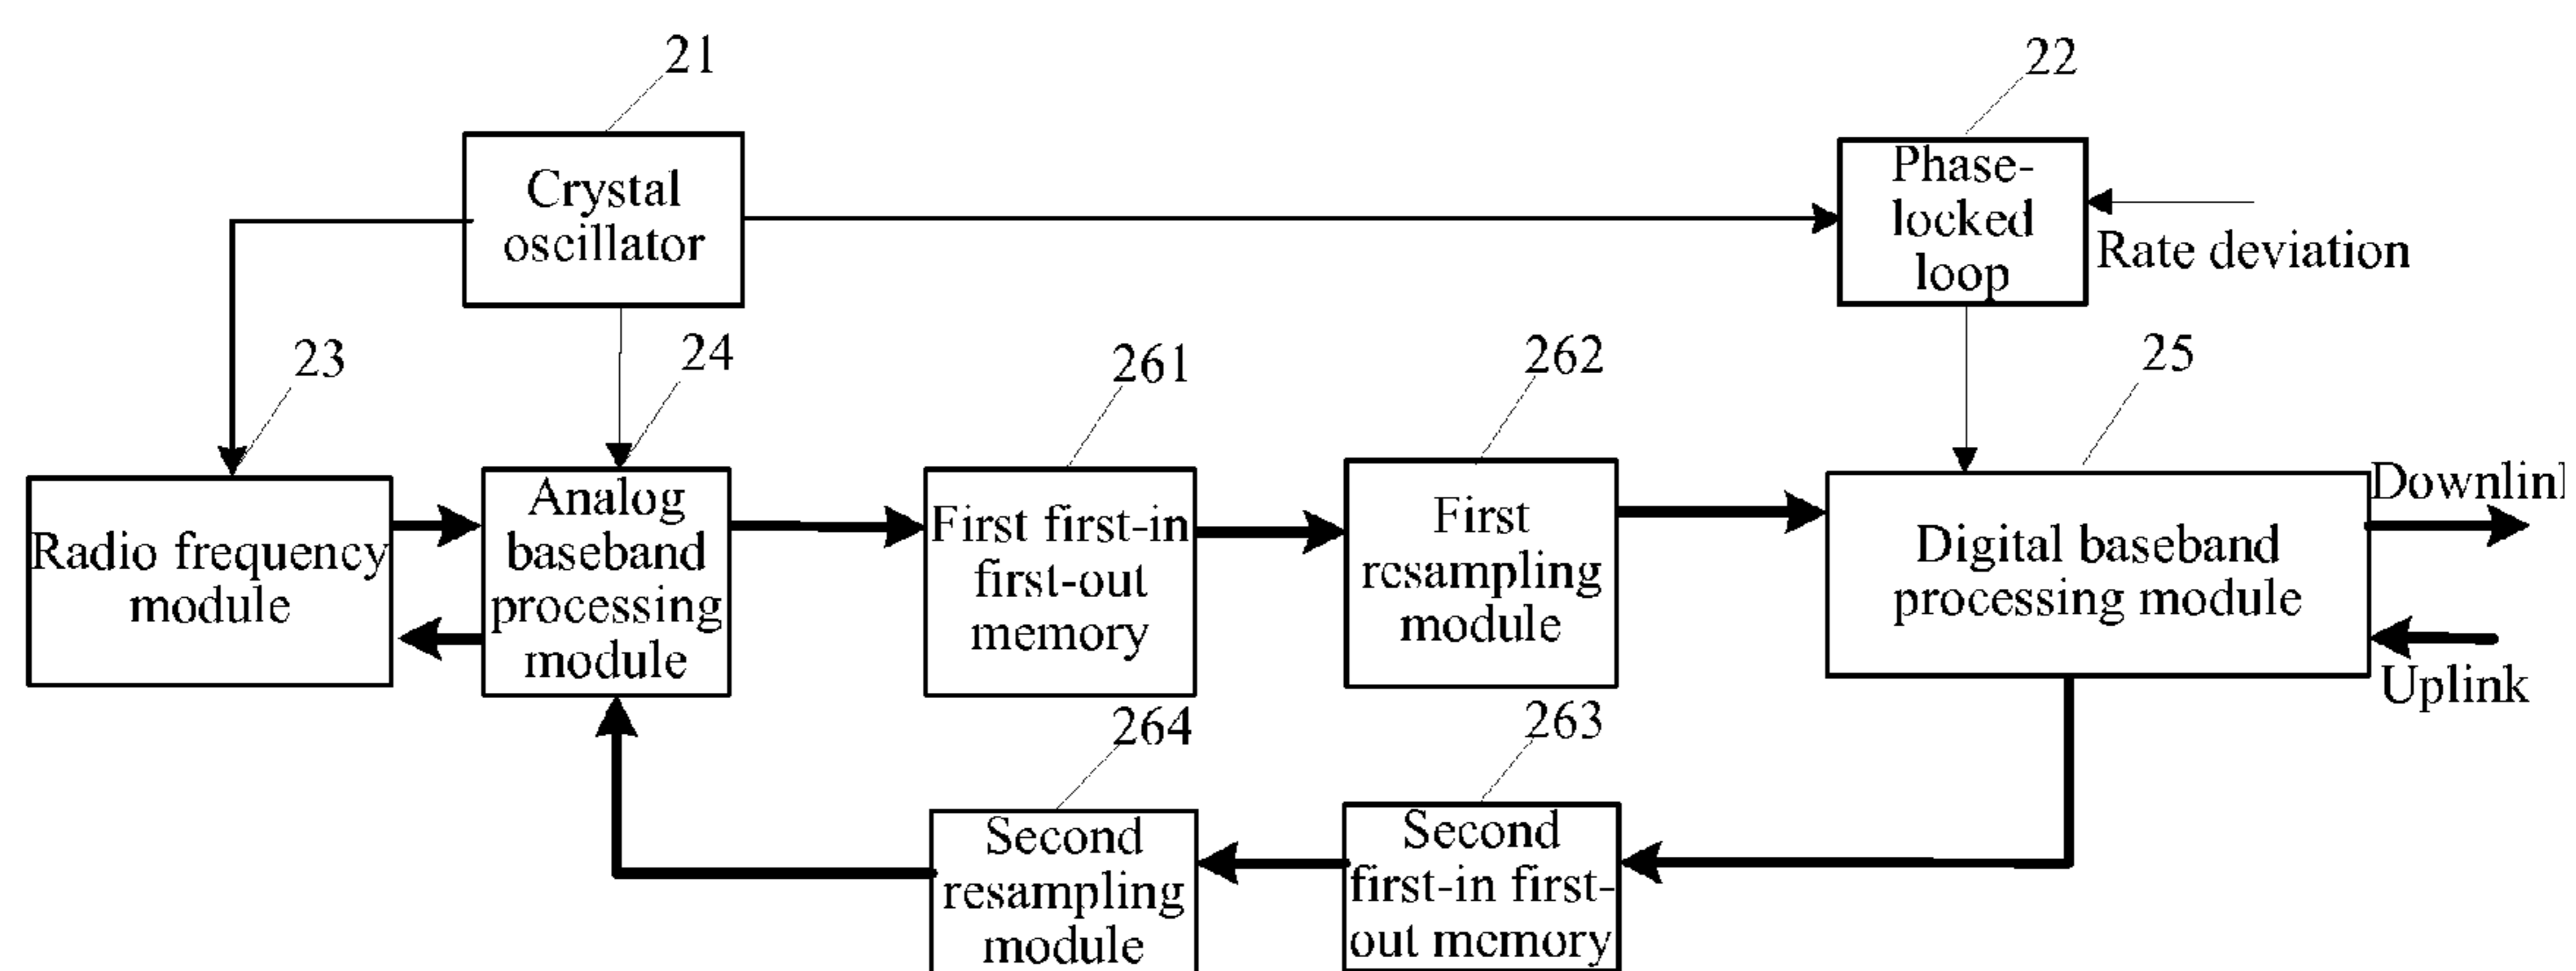 21
22
Crystal
oscillator
Phase-
locked
loop
Rate deviation
23
24
261
262
25
Radio frequency
module
Analog
baseband
processing
module
First first-in
first-out
memory
First
resampling
module
Digital baseband
processing module
Downlinl
Uplink
264
263
Second
resampling
module
Second
first-in first-
out memory